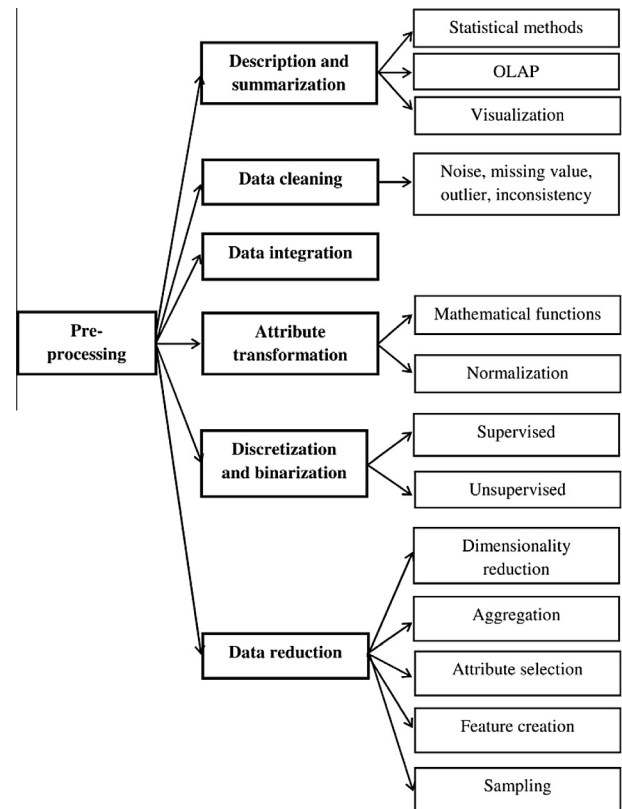 Pre-
processing
Description and
summarization
Statistical methods
OLAP
Visualization
Data cleaning
Noise, missing value,
outlier, inconsistency
Data integration
Attribute
transformation
Mathematical functions
Normalization
Discretization
and binarization
Supervised
Unsupervised
Data reduction
Dimensionality
reduction
Aggregation
Attribute selection
Feature creation
Sampling